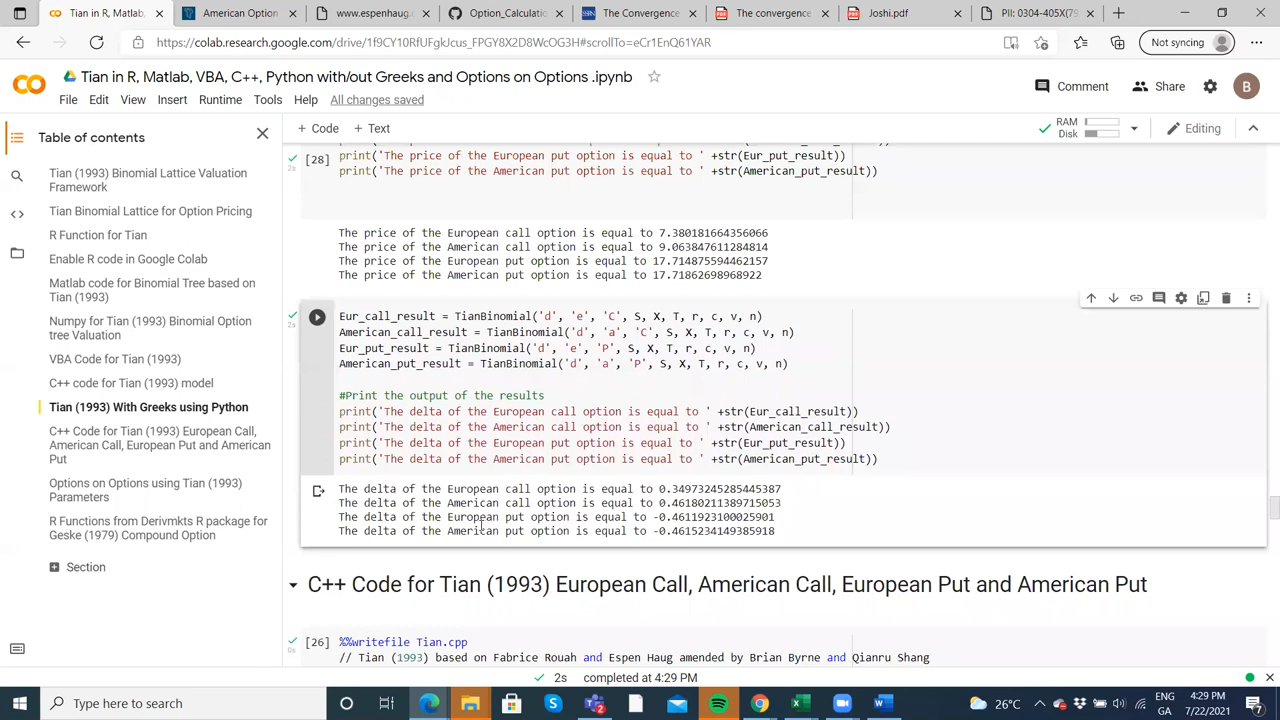 Tian in R, Matlab, VBA, C++, Pyth
American Option
www.espenhaug.com
Option_Calculatio
The Convergence
The convergence
Joshi.pdf
PII: 0304-405X(79
https://colab.research.google.com/drive/1f9CY10RfUFgkJcus_FPGY8X2D8WcOG3H#scrollTo=eCr1EnQ61YAR
Not syncing
Tian in R, Matlab, VBA, C++, Python with/out Greeks and Options on Options .ipynb
File Edit View Insert Runtime Tools Help All changes saved
Comment Share B
Table of contents
+ Code + Text
RAM
Disk
Editing
Tian (1993) Binomial Lattice Valuation
Framework
Tian Binomial Lattice for Option Pricing
R Function for Tian
Enable R code in Google Colab
Matlab code for Binomial Tree based on
Tian (1993)
Numpy for Tian (1993) Binomial Option
tree Valuation
VBA Code for Tian (1993)
C++ code for Tian (1993) model
Tian (1993) With Greeks using Python
C++ Code for Tian (1993) European Call,
American Call, European Put and American
Put
Options on Options using Tian (1993)
Parameters
R Functions from Derivmkts R package for
Geske (1979) Compound Option
Section
[28]
2s
print('The price of the European put option is equal to ' +str(Eur_put_result))
print('The price of the American put option is equal to ' +str(American_put_result))
The price of the European call option is equal to 7.380181664356066
The price of the American call option is equal to 9.063847611284814
The price of the European put option is equal to 17.714875594462157
The price of the American put option is equal to 17.71862698968922
2s
Eur_call_result = TianBinomial('d', 'e', 'C', S, X, T, r, c, v, n)
American_call_result = TianBinomial('d', 'a', 'C', S, X, T, r, c, v, n)
Eur_put_result = TianBinomial('d', 'e', 'P', S, X, T, r, c, v, n)
American_put_result = TianBinomial('d', 'a', 'P', S, X, T, r, c, v, n)
#Print the output of the results
print('The delta of the European call option is equal to ' +str(Eur_call_result))
print('The delta of the American call option is equal to ' +str(American_call_result))
print('The delta of the European put option is equal to ' +str(Eur_put_result))
print('The delta of the American put option is equal to ' +str(American_put_result))
The delta of the European call option is equal to 0.34973245285445387
The delta of the American call option is equal to 0.46180211389715053
The delta of the European put option is equal to -0.4611923100025901
The delta of the American put option is equal to -0.4615234149385918
C++ Code for Tian (1993) European Call, American Call, European Put and American Put
[26]
0s
%%writefile Tian.cpp
// Tian (1993) based on Fabrice Rouah and Espen Haug amended by Brian Byrne and Qianru Shang
2s completed at 4:29 PM
Type here to search
26°C
ENG
GA
4:29 PM
7/22/2021